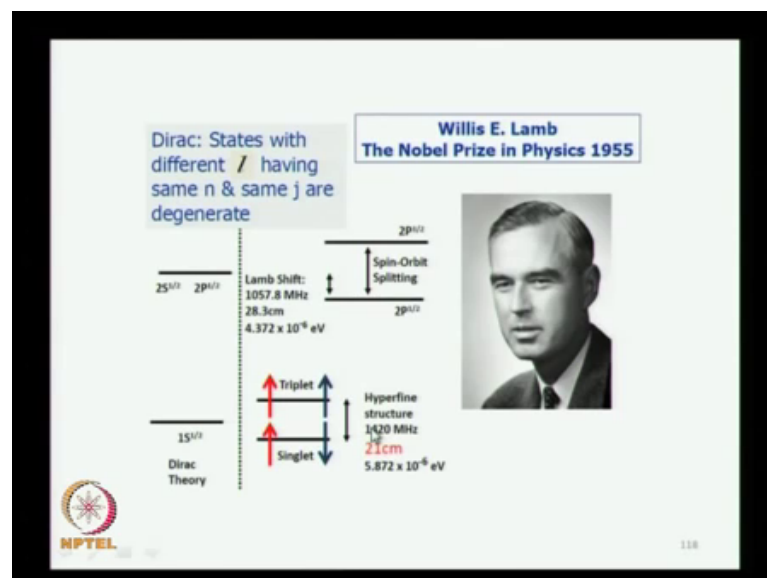 Dirac: States with
different l having
same n & same j are
degenerate
Willis E. Lamb
The Nobel Prize in Physics 1955
2P³/²
Spin-Orbit
Splitting
2P¹/²
2S¹/² 2P¹/²
Lamb Shift:
1057.8 MHz
28.3cm
4.372 x 10⁻⁶ eV
Triplet
Singlet
Hyperfine
structure
1420 MHz
21cm
5.872 x 10⁻⁶ eV
1S¹/²
Dirac
Theory
NPTEL
118